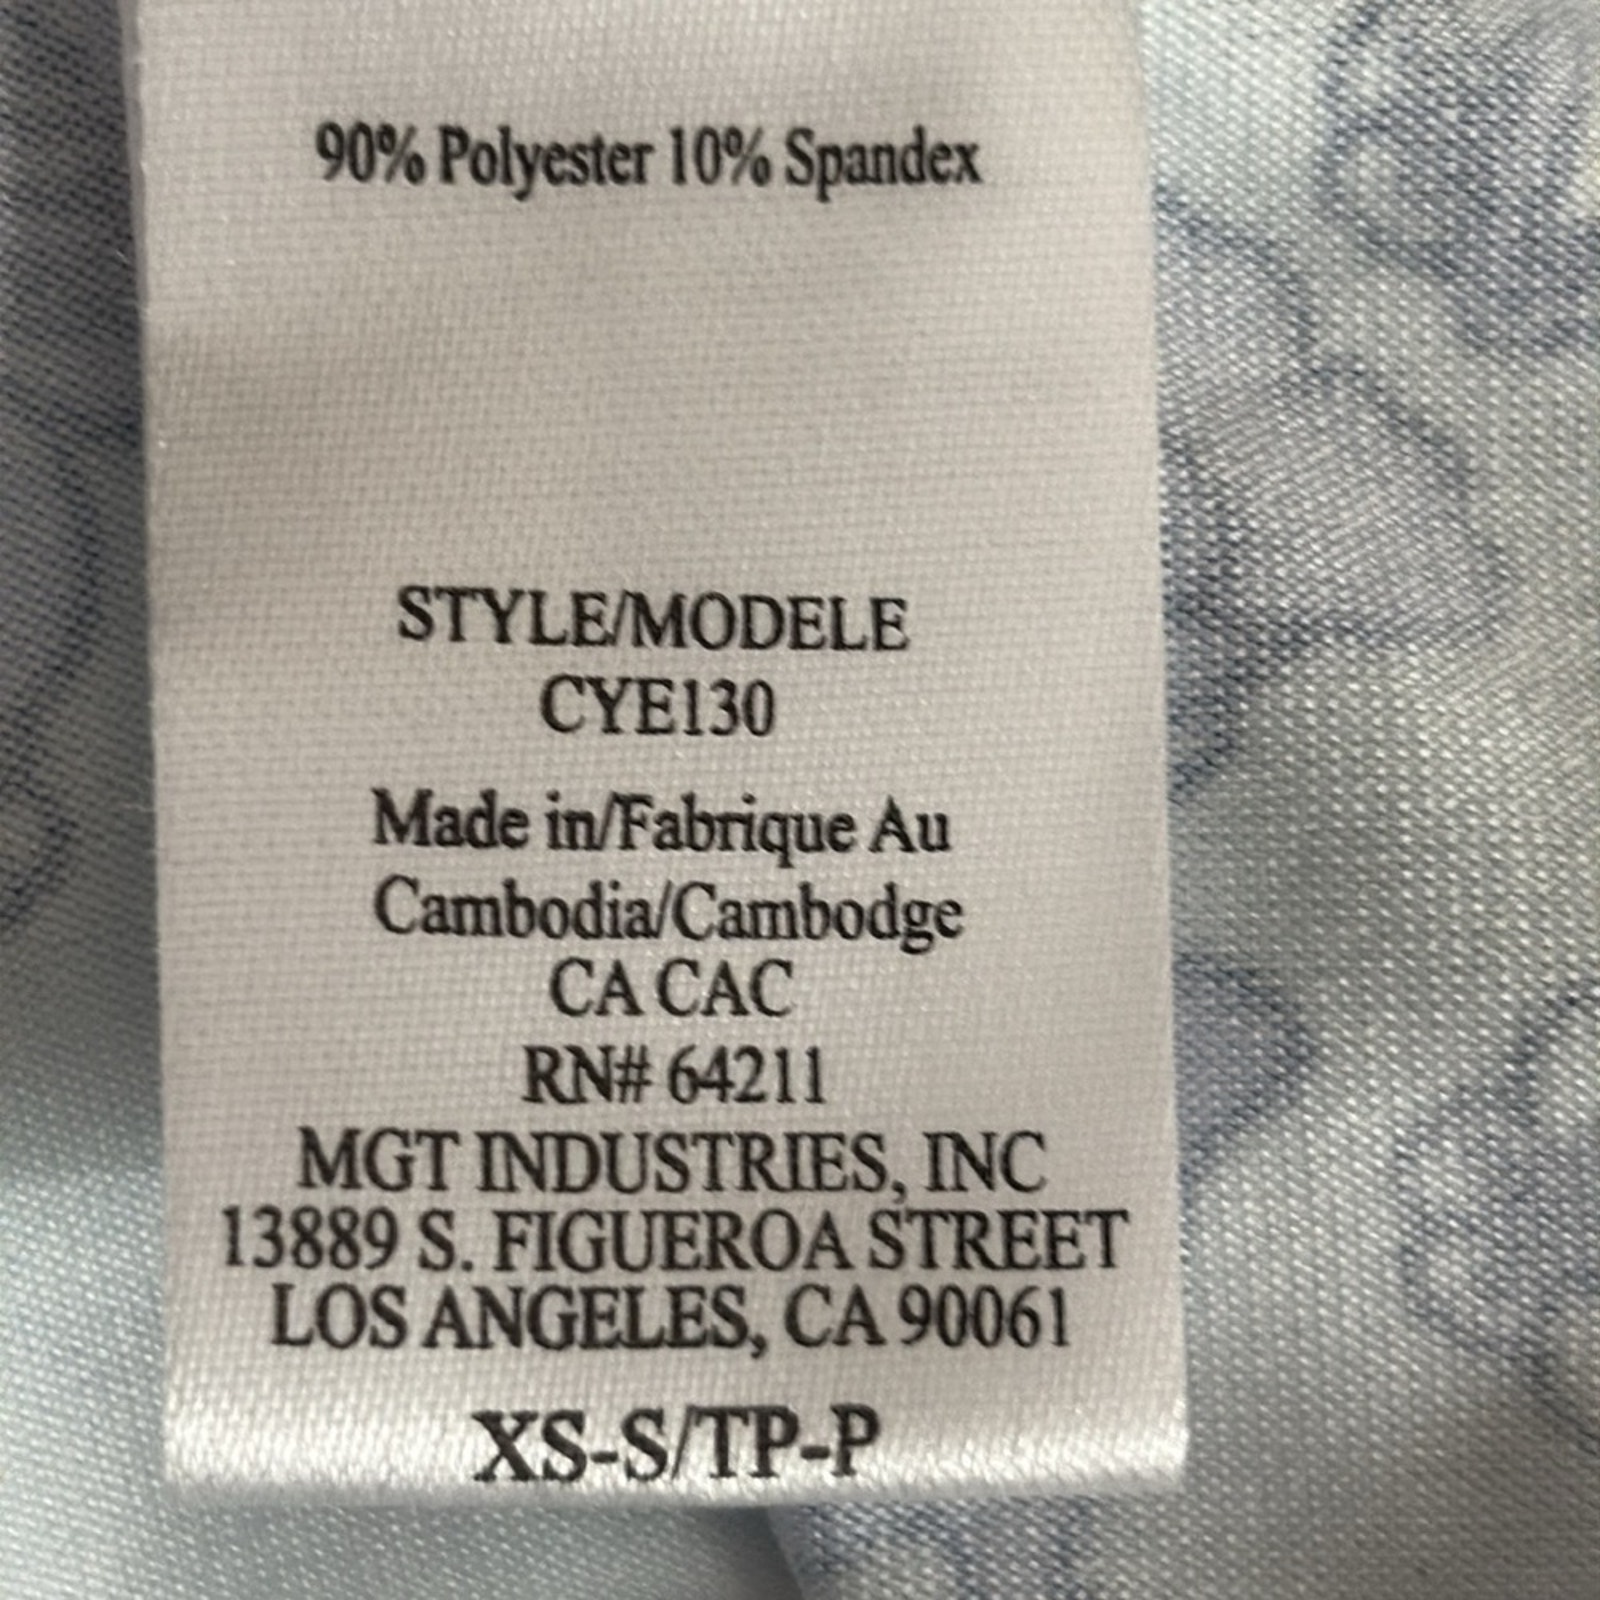 90% Polyester 10% Spandex
STYLE/MODELE
CYE130
Made in/Fabrique Au
Cambodia/Cambodge
CA CAC
RN# 64211
MGT INDUSTRIES, INC
13889 S. FIGUEROA STREET
LOS ANGELES, CA 90061
XS-S/TP-P